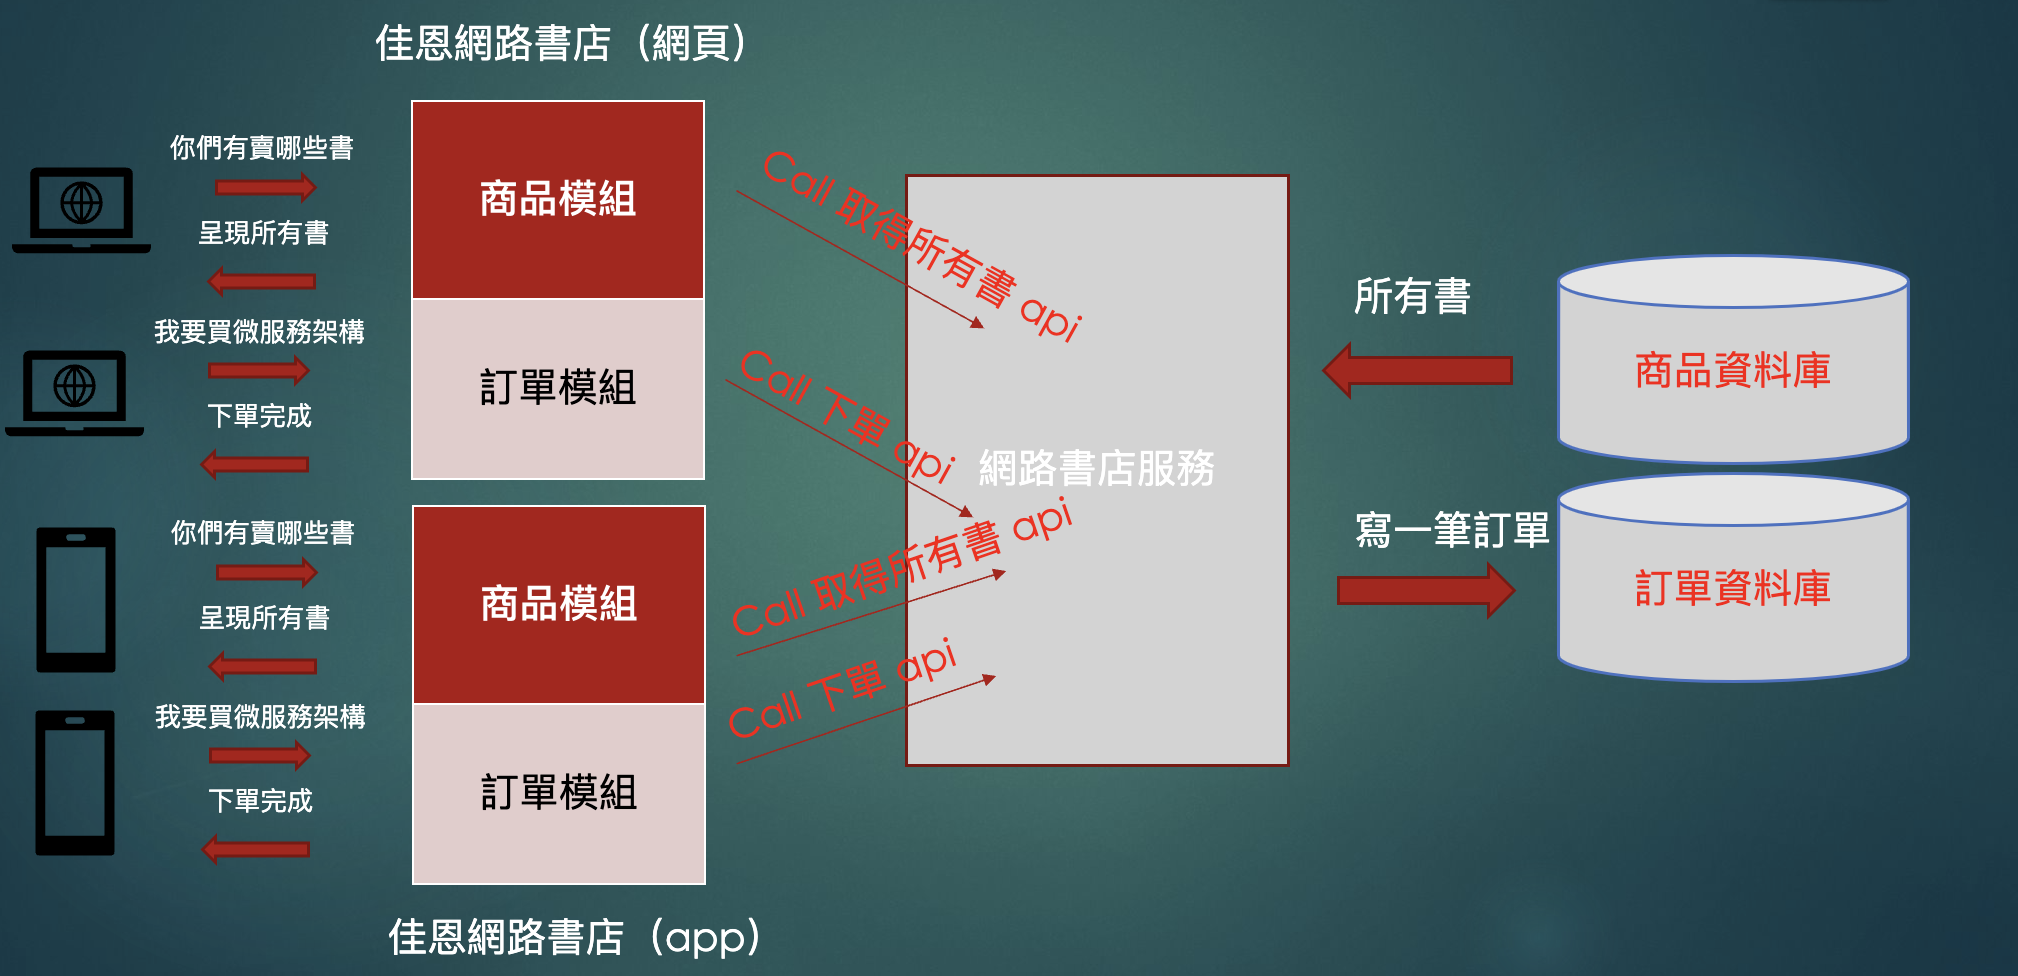 佳恩網路書店（網頁）
你們有賣哪些書
呈現所有書
我要買微服務架構
下單完成
商品模組
訂單模組
你們有賣哪些書
呈現所有書
我要買微服務架構
下單完成
商品模組
訂單模組
佳恩網路書店（app）
Call 取得所有書 api
Call 下單 api
Call 取得所有書 api
Call 下單 api
網路書店服務
所有書
寫一筆訂單
商品資料庫
訂單資料庫